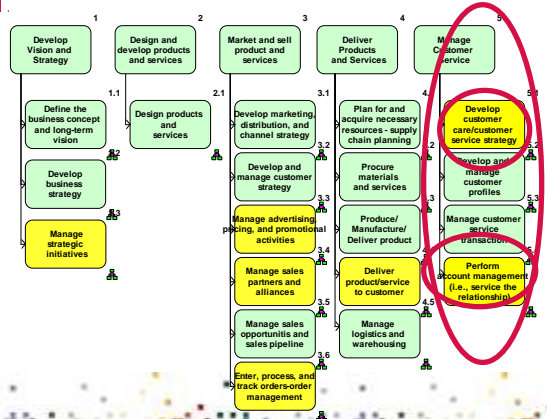 1
Develop
Vision and
Strategy
1.1
Define the
business concept
and long-term
vision
Develop
business
strategy
Manage
strategic
initiatives
2
Design and
develop products
and services
2.1
Design products
and
services
3
Market and sell
product and
services
3.1
Develop marketing,
distribution, and
channel strategy
3.2
Develop and
manage customer
strategy
3.3
Manage advertising,
pricing, and promotional
activities
3.4
Manage sales
partners and
alliances
3.5
Manage sales
opportunitis and
sales pipeline
3.6
Enter, process, and
track orders-order
management
4
Deliver
Products
and Services
Plan for and
acquire necessary
resources - supply
chain planning
Procure
materials
and services
Produce/
Manufacture/
Deliver product
Deliver
product/service
to customer
4.5
Manage
logistics and
warehousing
5
Manage
Customer
Service
5.1
Develop
customer
care/customer
service strategy
5.2
Develop and
manage
customer
profiles
5.3
Manage customer
service
transactions
Perform
account management
(i.e., service the
relationship)